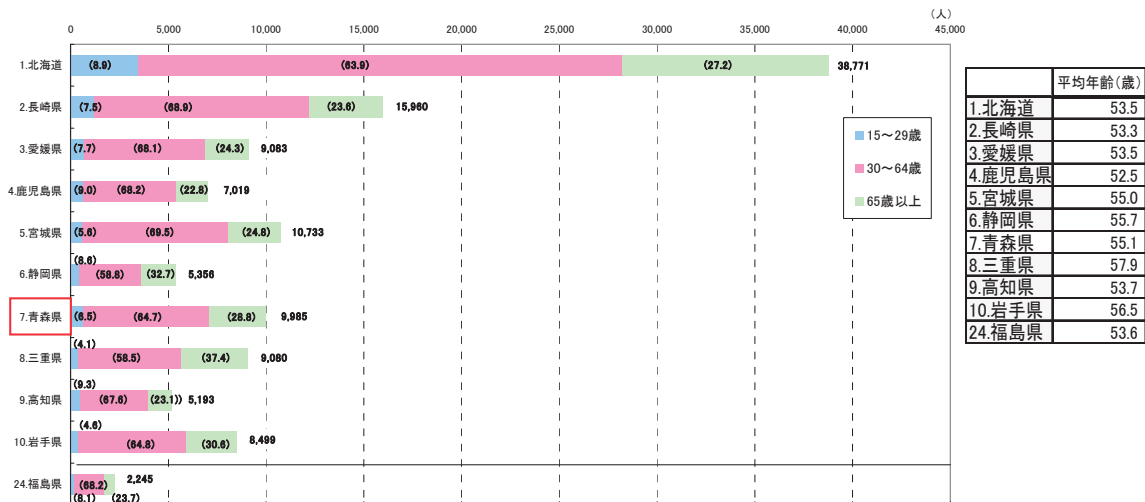 (人)
0 5,000 10,000 15,000 20,000 25,000 30,000 35,000 40,000 45,000
1.北海道 (8.9) (63.9) (27.2) 38,771
2.長崎県 (7.5) (68.9) (23.6) 15,960
3.愛媛県 (7.7) (68.1) (24.3) 9,083
4.鹿児島県 (9.0) (68.2) (22.8) 7,019
5.宮城県 (5.6) (69.5) (24.8) 10,733
6.静岡県 (8.6) (58.8) (32.7) 5,356
7.青森県 (6.5) (64.7) (28.8) 9,985
8.三重県 (4.1) (58.5) (37.4) 9,080
9.高知県 (9.3) (67.6) (23.1)) 5,193
10.岩手県 (4.6) (64.8) (30.6) 8,499
24.福島県 (8.1) (68.2) (23.7) 2,245
15～29歳
30～64歳
65歳以上
平均年齢(歳)
1.北海道 53.5
2.長崎県 53.3
3.愛媛県 53.5
4.鹿児島県 52.5
5.宮城県 55.0
6.静岡県 55.7
7.青森県 55.1
8.三重県 57.9
9.高知県 53.7
10.岩手県 56.5
24.福島県 53.6